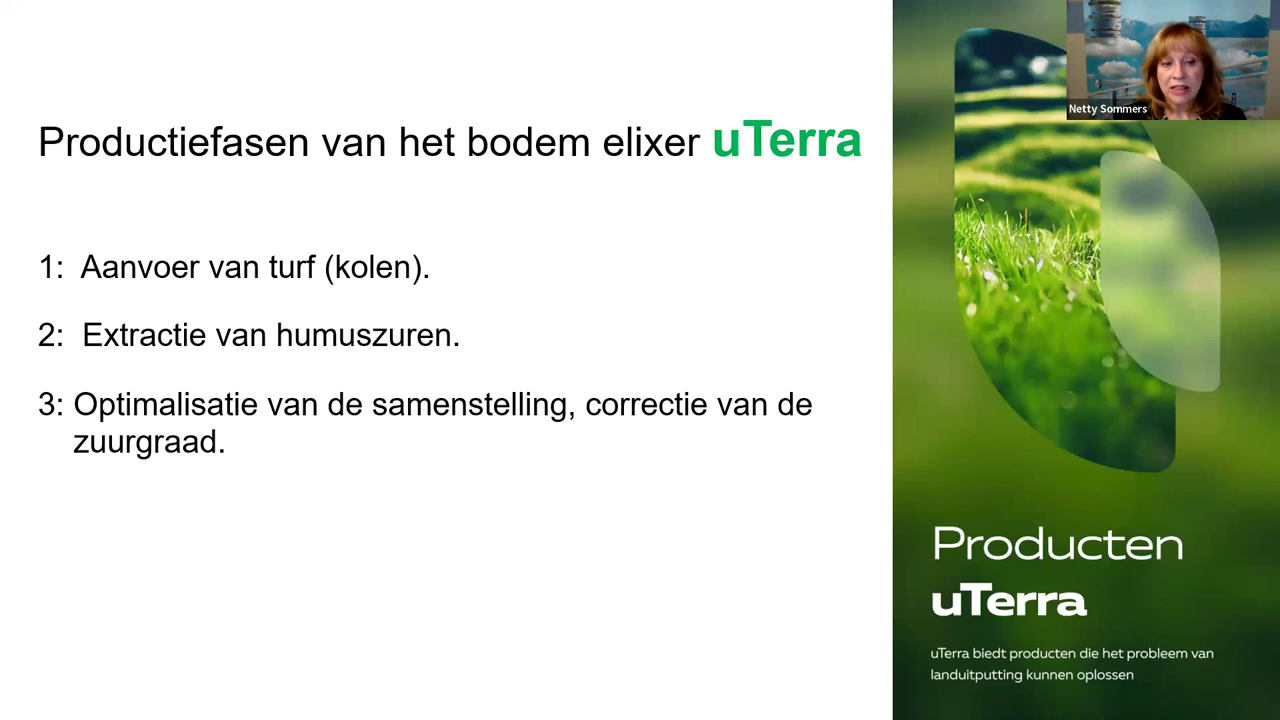 Productiefasen van het bodem elixer uTerra
1: Aanvoer van turf (kolen).
2: Extractie van humuszuren.
3: Optimalisatie van de samenstelling, correctie van de
zuurgraad.
Netty Sommers
Producten
uTerra
uTerra biedt producten die het probleem van
landuitputting kunnen oplossen